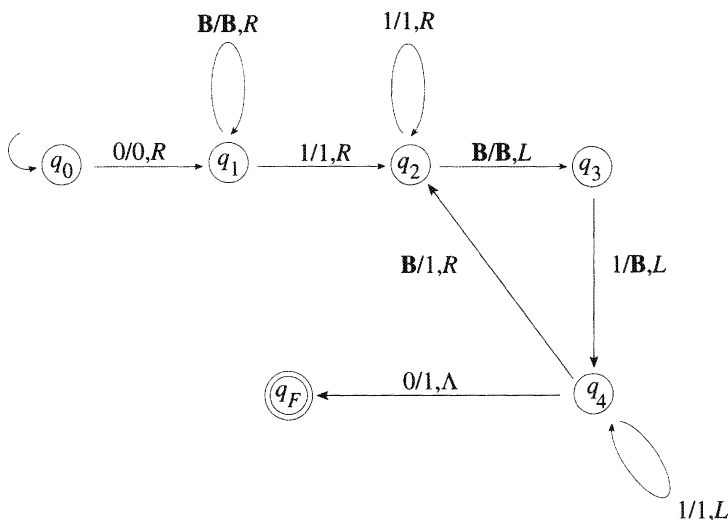 B/B,R
1/1,R
q0
0/0,R
q1
1/1,R
q2
B/B,L
q3
B/1,R
1/B,L
qF
0/1,Λ
q4
1/1,L